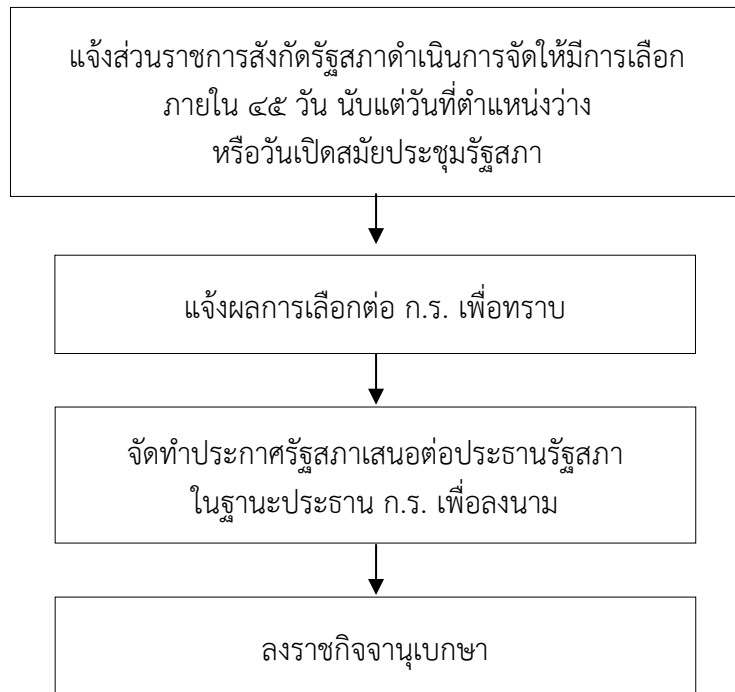 แจ้งส่วนราชการสังกัดรัฐสภาดำเนินการจัดให้มีการเลือก
ภายใน ๔๕ วัน นับแต่วันที่ตำแหน่งว่าง
หรือวันเปิดสมัยประชุมรัฐสภา
แจ้งผลการเลือกต่อ ก.ร. เพื่อทราบ
จัดทำประกาศรัฐสภาเสนอต่อประธานรัฐสภา
ในฐานะประธาน ก.ร. เพื่อลงนาม
ลงราชกิจจานุเบกษา